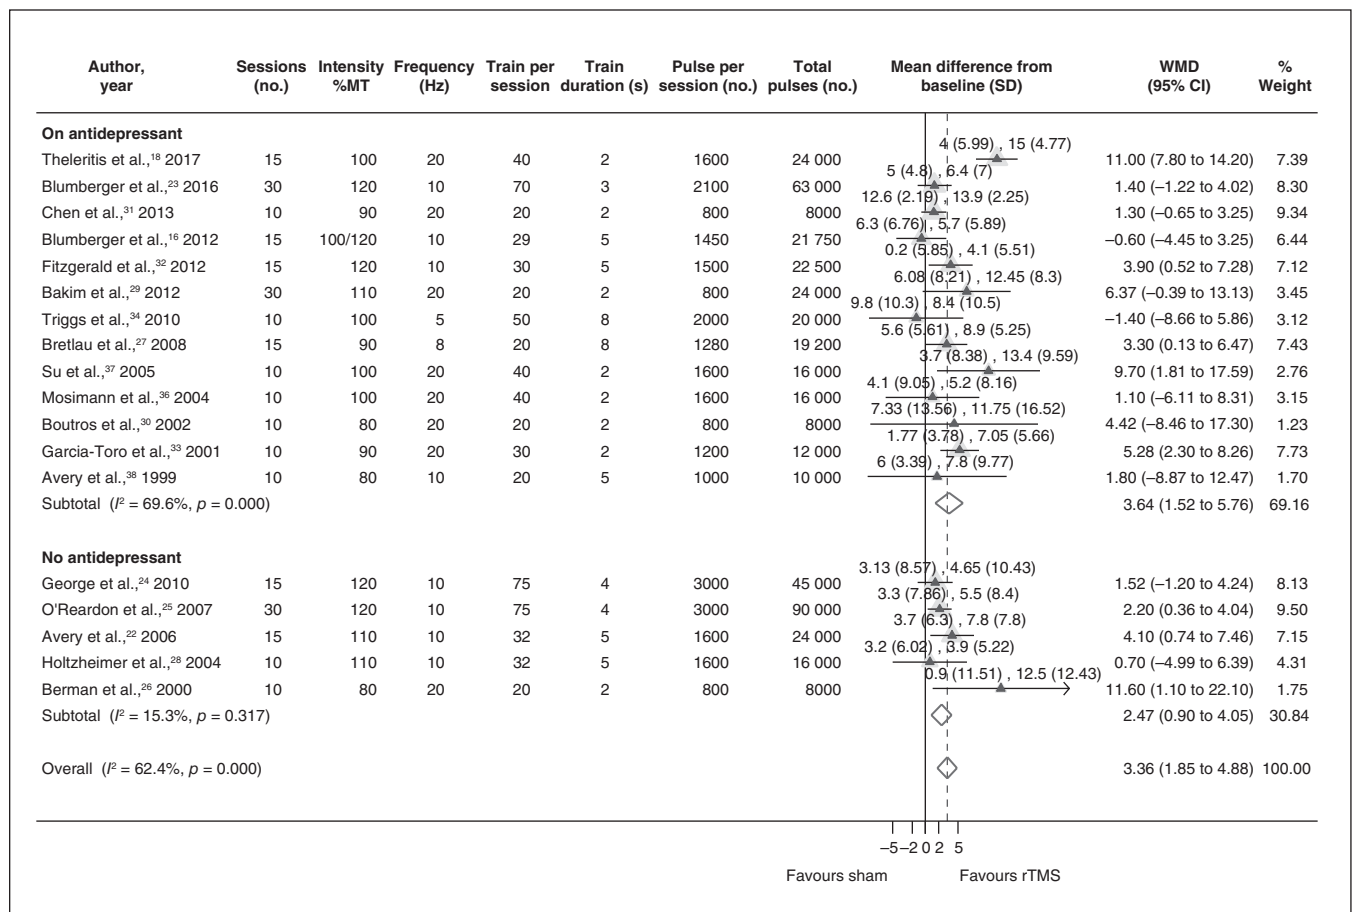 Author, year Sessions (no.) Intensity %MT Frequency (Hz) Train per session Train duration (s) Pulse per session (no.) Total pulses (no.) Mean difference from baseline (SD) WMD (95% CI) % Weight
On antidepressant
Theleritis et al.,18 2017 15 100 20 40 2 1600 24 000 4 (5.99) , 15 (4.77) 11.00 (7.80 to 14.20) 7.39
Blumberger et al.,23 2016 30 120 10 70 3 2100 63 000 5 (4.8) , 6.4 (7) 1.40 (–1.22 to 4.02) 8.30
Chen et al.,31 2013 10 90 20 20 2 800 8000 12.6 (2.19) , 13.9 (2.25) 1.30 (–0.65 to 3.25) 9.34
Blumberger et al.,16 2012 15 100/120 10 29 5 1450 21 750 6.3 (6.76) , 5.7 (5.89) –0.60 (–4.45 to 3.25) 6.44
Fitzgerald et al.,32 2012 15 120 10 30 5 1500 22 500 0.2 (5.85) , 4.1 (5.51) 3.90 (0.52 to 7.28) 7.12
Bakim et al.,29 2012 30 110 20 20 2 800 24 000 6.08 (8.21) , 12.45 (8.3) 6.37 (–0.39 to 13.13) 3.45
Triggs et al.,34 2010 10 100 5 50 8 2000 20 000 9.8 (10.3) , 8.4 (10.5) –1.40 (–8.66 to 5.86) 3.12
Bretlau et al.,27 2008 15 90 8 20 8 1280 19 200 5.6 (5.61) , 8.9 (5.25) 3.30 (0.13 to 6.47) 7.43
Su et al.,37 2005 10 100 20 40 2 1600 16 000 3.7 (8.38) , 13.4 (9.59) 9.70 (1.81 to 17.59) 2.76
Mosimann et al.,36 2004 10 100 20 40 2 1600 16 000 4.1 (9.05) , 5.2 (8.16) 1.10 (–6.11 to 8.31) 3.15
Boutros et al.,30 2002 10 80 20 20 2 800 8000 7.33 (13.56) , 11.75 (16.52) 4.42 (–8.46 to 17.30) 1.23
Garcia-Toro et al.,33 2001 10 90 20 30 2 1200 12 000 1.77 (3.78) , 7.05 (5.66) 5.28 (2.30 to 8.26) 7.73
Avery et al.,38 1999 10 80 10 20 5 1000 10 000 6 (3.39) , 7.8 (9.77) 1.80 (–8.87 to 12.47) 1.70
Subtotal (I2 = 69.6%, p = 0.000) 3.64 (1.52 to 5.76) 69.16
No antidepressant
George et al.,24 2010 15 120 10 75 4 3000 45 000 3.13 (8.57) , 4.65 (10.43) 1.52 (–1.20 to 4.24) 8.13
O'Reardon et al.,25 2007 30 120 10 75 4 3000 90 000 3.3 (7.86) , 5.5 (8.4) 2.20 (0.36 to 4.04) 9.50
Avery et al.,22 2006 15 110 10 32 5 1600 24 000 3.7 (6.3) , 7.8 (7.8) 4.10 (0.74 to 7.46) 7.15
Holtzheimer et al.,28 2004 10 110 10 32 5 1600 16 000 3.2 (6.02) , 3.9 (5.22) 0.70 (–4.99 to 6.39) 4.31
Berman et al.,26 2000 10 80 20 20 2 800 8000 0.9 (11.51) , 12.5 (12.43) 11.60 (1.10 to 22.10) 1.75
Subtotal (I2 = 15.3%, p = 0.317) 2.47 (0.90 to 4.05) 30.84
Overall (I2 = 62.4%, p = 0.000) 3.36 (1.85 to 4.88) 100.00
–5 –2 0 2 5
Favours sham Favours rTMS